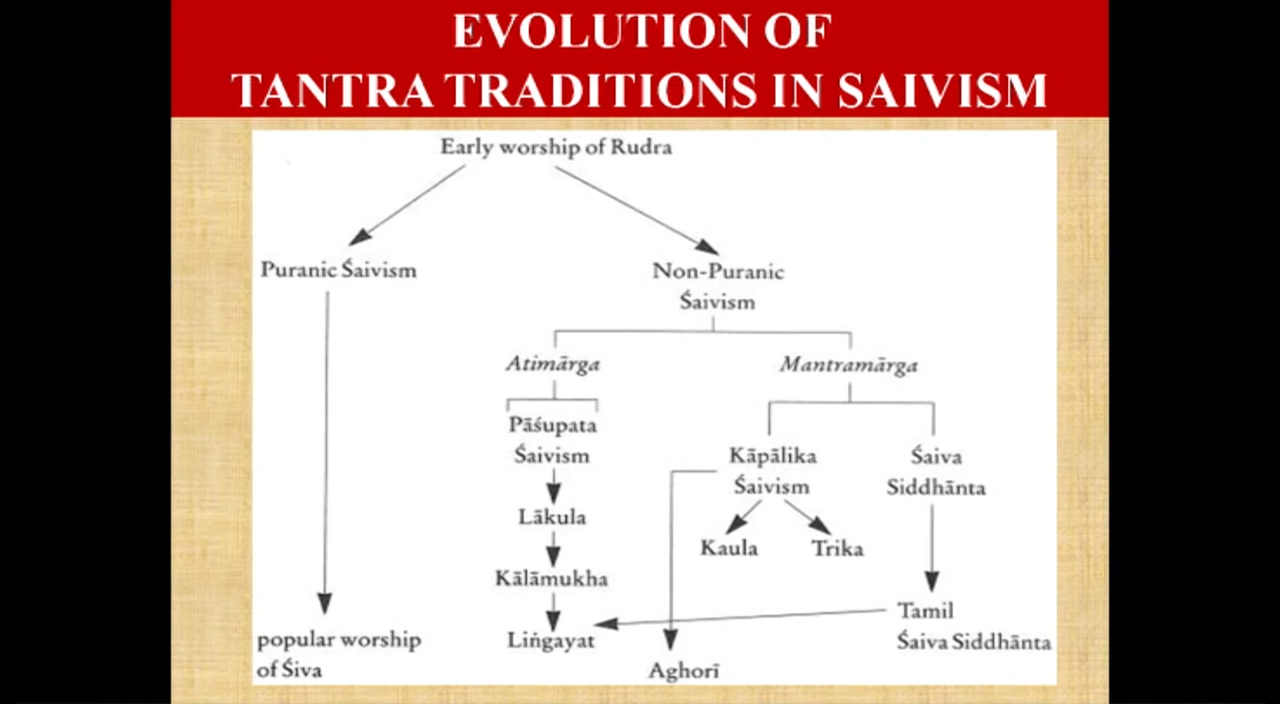 EVOLUTION OF
TANTRA TRADITIONS IN SAIVISM
Early worship of Rudra
Puranic Śaivism
Non-Puranic
Śaivism
Atimārga
Mantramārga
Pāśupata
Śaivism
Kāpālika
Śaivism
Śaiva
Siddhānta
Lākula
Kaula
Trika
Kālāmukha
Liṅgayat
Tamil
Śaiva Siddhānta
popular worship
of Śiva
Aghorī